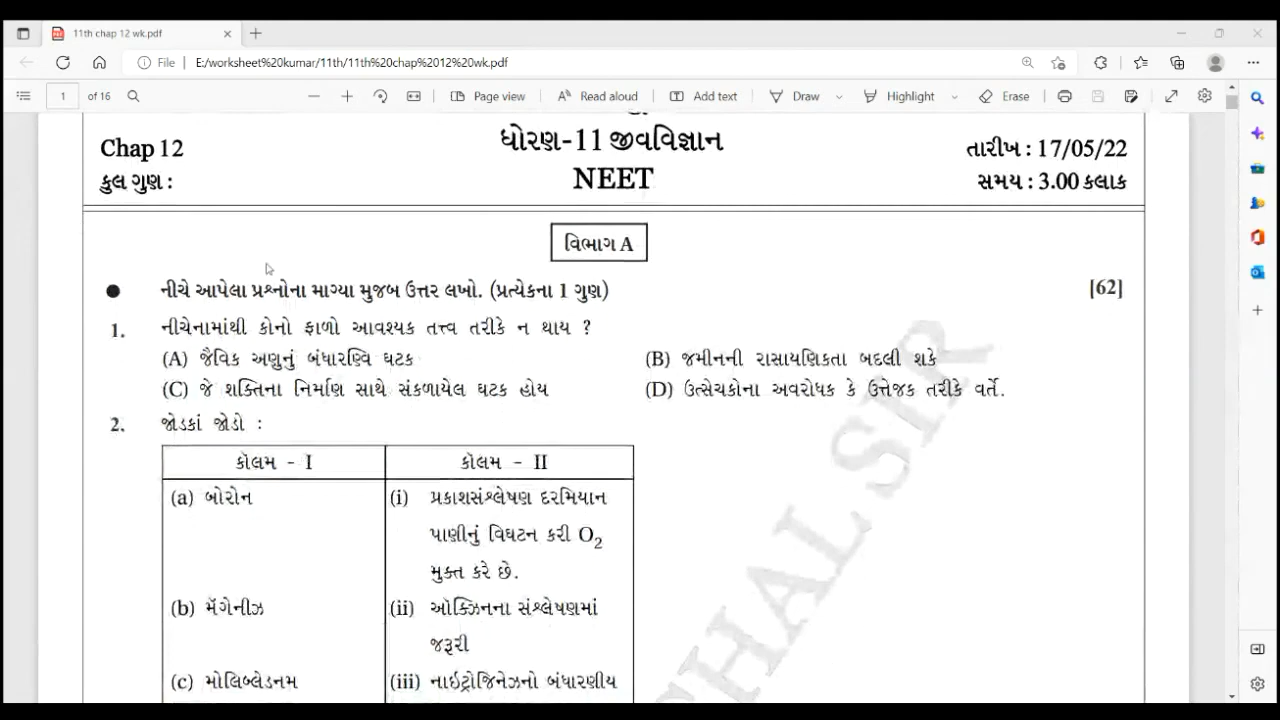 11th chap 12 wk.pdf
File E:/worksheet%20kumar/11th/11th%20chap%2012%20wk.pdf
1 of 16 Page view Read aloud Add text Draw Highlight Erase
ધોરણ-11 જીવવિજ્ઞાન
Chap 12 તારીખ : 17/05/22
કુલ ગુણ : NEET સમય : 3.00 કલાક
વિભાગ A
● નીચે આપેલા પ્રશ્નોના માગ્યા મુજબ ઉત્તર લખો. (પ્રત્યેકના 1 ગુણ) [62]
1. નીચેનામાંથી કોનો ફાળો આવશ્યક તત્ત્વ તરીકે ન થાય ?
(A) જૈવિક અણુનું બંધારણ્વિ ઘટક (B) જમીનની રાસાયણિકતા બદલી શકે
(C) જે શક્તિના નિર્માણ સાથે સંકળાયેલ ઘટક હોય (D) ઉત્સેચકોના અવરોધક કે ઉત્તેજક તરીકે વર્તે.
2. જોડકાં જોડો :
કૉલમ - I કૉલમ - II
(a) બોરોન (i) પ્રકાશસંશ્લેષણ દરમિયાન
પાણીનું વિઘટન કરી O₂
મુક્ત કરે છે.
(b) મૅગેનીઝ (ii) ઑક્ઝિનના સંશ્લેષણમાં
જરૂરી
(c) મોલિબ્લેડનમ (iii) નાઇટ્રોજિનેઝનો બંધારણીય